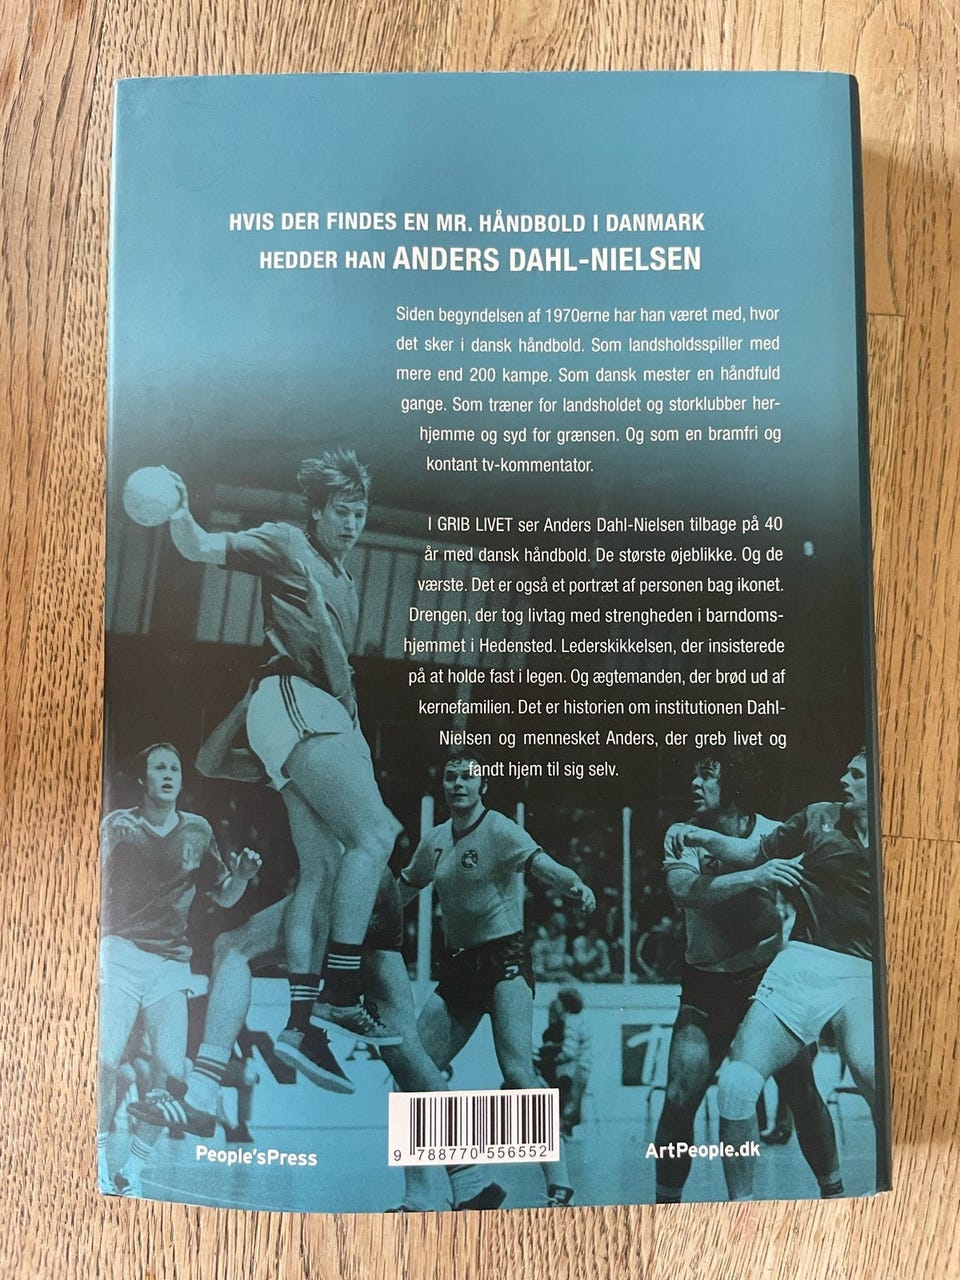 HVIS DER FINDES EN MR. HÅNDBOLD I DANMARK
HEDDER HAN ANDERS DAHL-NIELSEN
Siden begyndelsen af 1970erne har han været med, hvor
det sker i dansk håndbold. Som landsholdsspiller med
mere end 200 kampe. Som dansk mester en håndfuld
gange. Som træner for landsholdet og storklubber her-
hjemme og syd for grænsen. Og som en bramfri og
kontant tv-kommentator.
I GRIB LIVET ser Anders Dahl-Nielsen tilbage på 40
år med dansk håndbold. De største øjeblikke. Og de
værste. Det er også et portræt af personen bag ikonet.
Drengen, der tog livtag med strengheden i barndoms-
hjemmet i Hedensted. Lederskikkelsen, der insisterede
på at holde fast i legen. Og ægtemanden, der brød ud af
kernefamilien. Det er historien om institutionen Dahl-
Nielsen og mennesket Anders, der greb livet og
fandt hjem til sig selv.
7
People'sPress
9 788770 556552
ArtPeople.dk